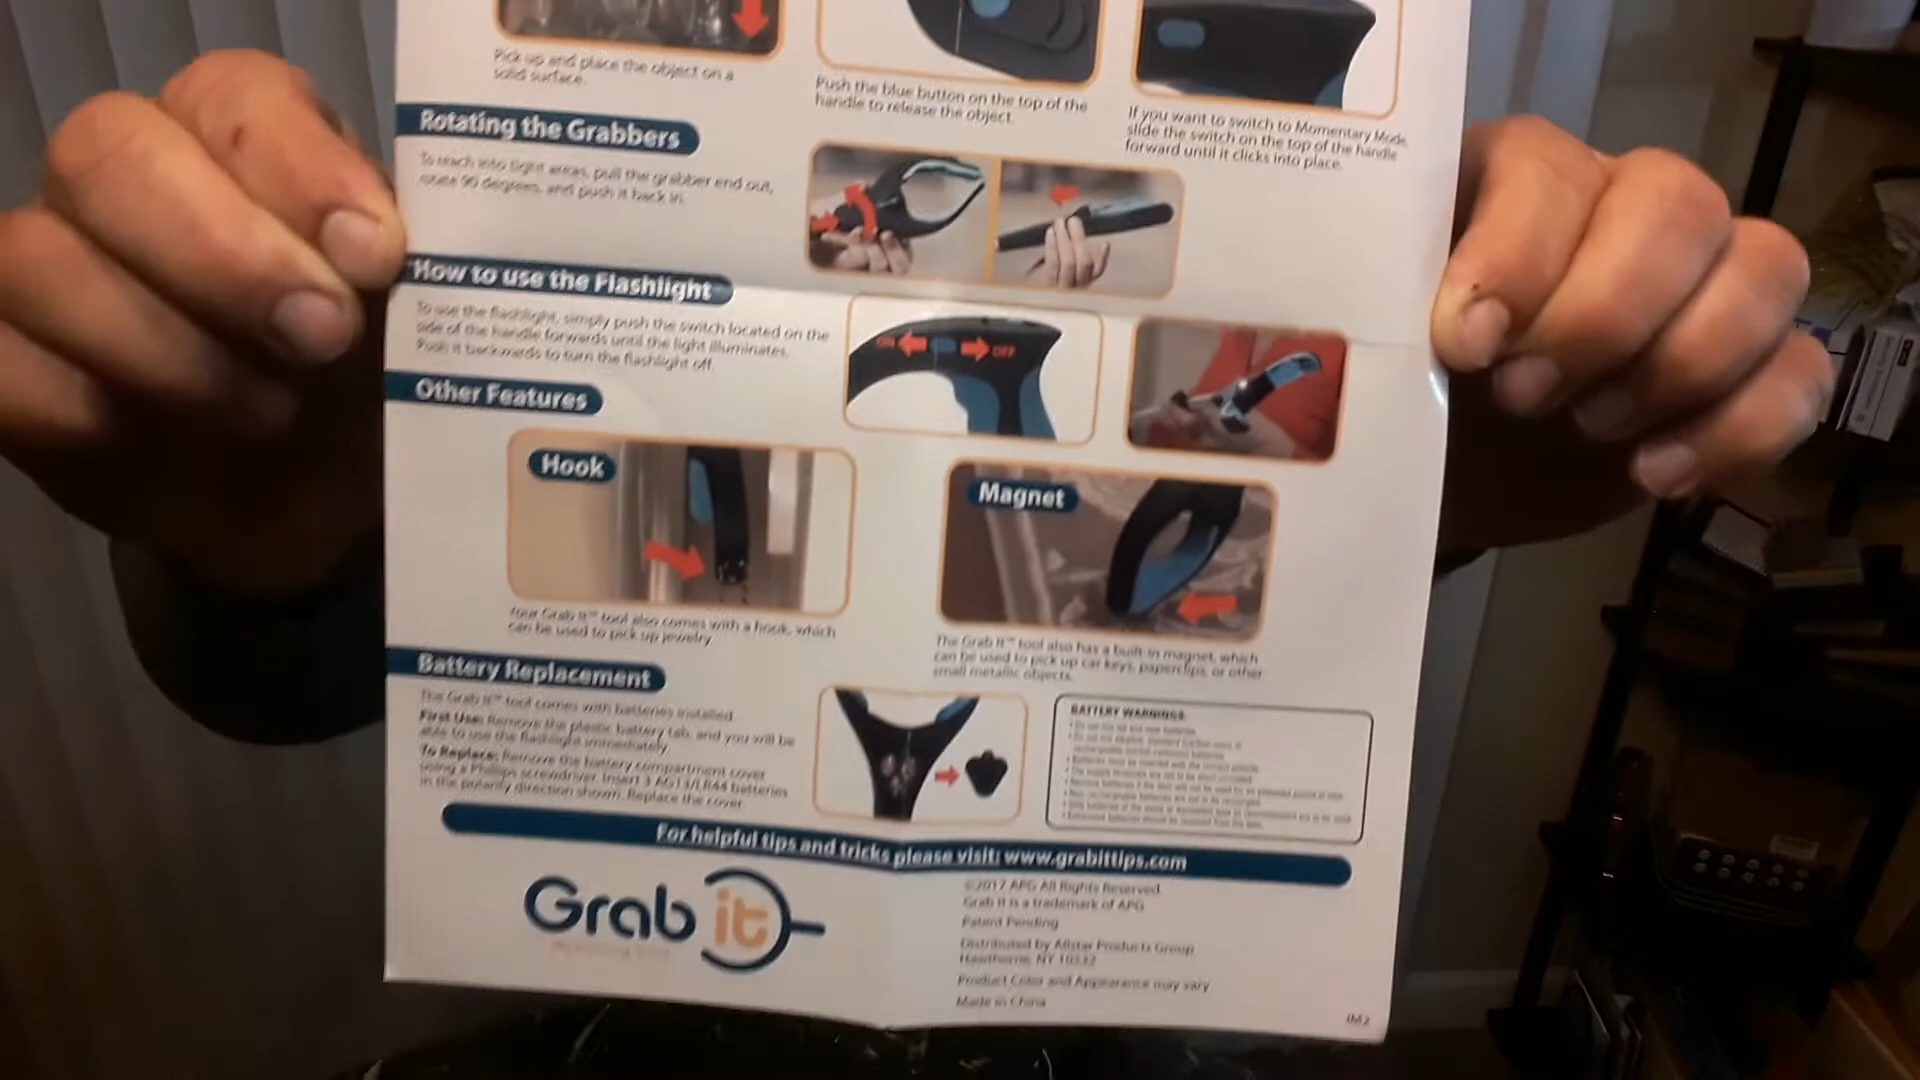 Pick up and place the object on a
solid surface.
Push the blue button on the top of the
handle to release the object.
If you want to switch to Momentary Mode,
slide the switch on the top of the handle
forward until it clicks into place.
Rotating the Grabbers
To reach into tight areas, pull the grabber end out,
rotate 90 degrees, and push it back in.
How to use the Flashlight
To use the flashlight, simply push the switch located on the
side of the handle forwards until the light illuminates.
Push it backwards to turn the flashlight off.
ON OFF
Other Features
Hook
Magnet
Your Grab It™ tool also comes with a hook, which
can be used to pick up jewelry
The Grab It™ tool also has a built in magnet, which
can be used to pick up car keys, paperclips, or other
small metallic objects.
Battery Replacement
The Grab It™ tool comes with batteries installed
First Use: Remove the plastic battery tab, and you will be
able to use the flashlight immediately.
To Replace: Remove the battery compartment cover
using a Phillips screwdriver. Insert 3 AG13/LR44 batteries
in the polarity direction shown. Replace the cover.
BATTERY WARNINGS
For helpful tips and tricks please visit: www.grabittips.com
Grab it
©2017 APG All Rights Reserved.
Grab It is a trademark of APG
Patent Pending
Distributed by Allstar Products Group
Hawthorne, NY 10532
Product Color and Appearance may vary
Made in China
IM2